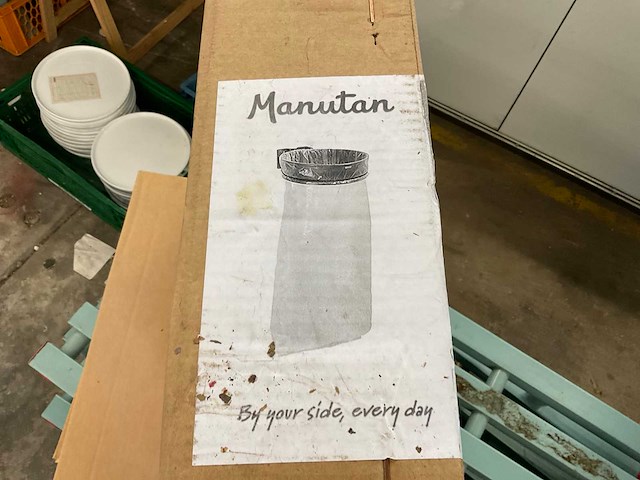 Manutan
By your side, every day